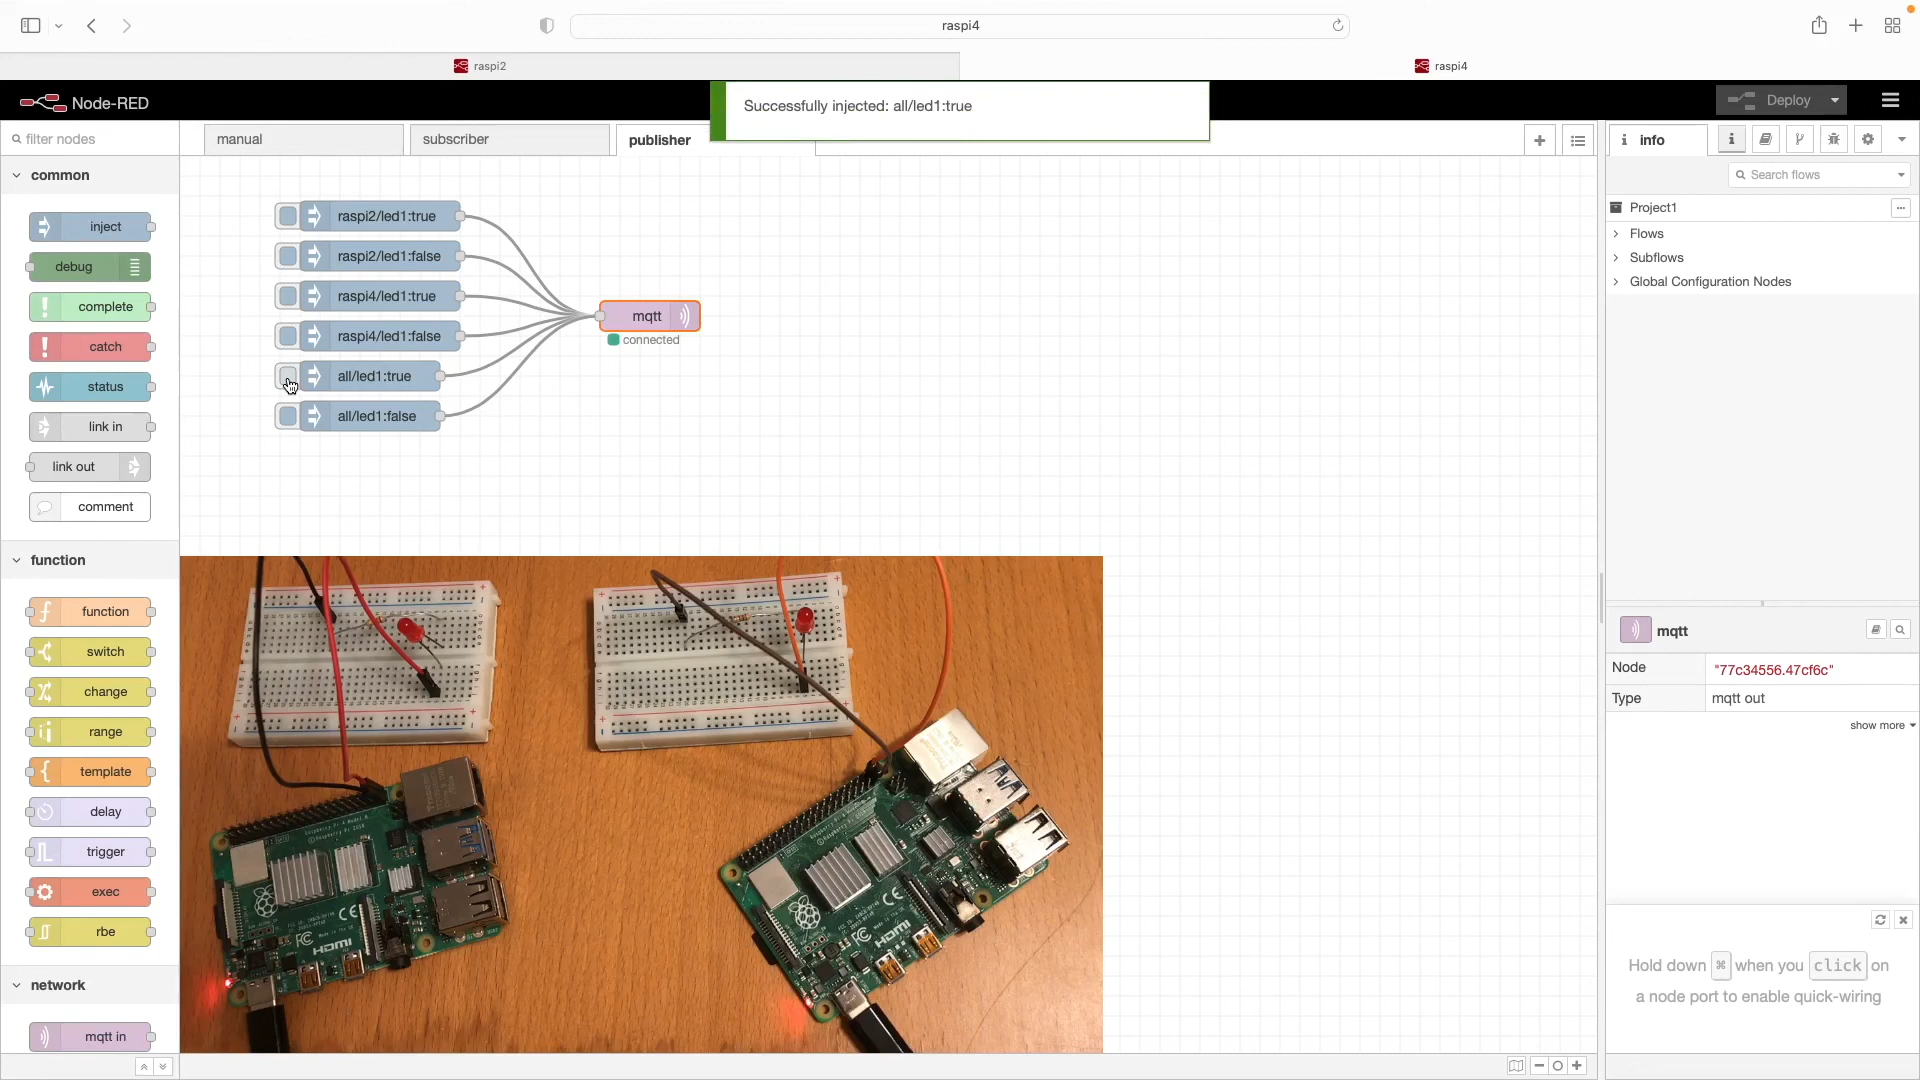 raspi4
raspi2
raspi4
Node-RED
Successfully injected: all/led1:true
Deploy
filter nodes
manual
subscriber
publisher
info
common
inject
debug
complete
catch
status
link in
link out
comment
function
function
switch
change
range
template
delay
trigger
exec
rbe
network
mqtt in
raspi2/led1:true
raspi2/led1:false
raspi4/led1:true
raspi4/led1:false
all/led1:true
all/led1:false
mqtt
connected
HDMI
HDMI
Search flows
Project1
Flows
Subflows
Global Configuration Nodes
mqtt
Node "77c34556.47cf6c"
Type mqtt out
show more
Hold down ⌘ when you click on
a node port to enable quick-wiring